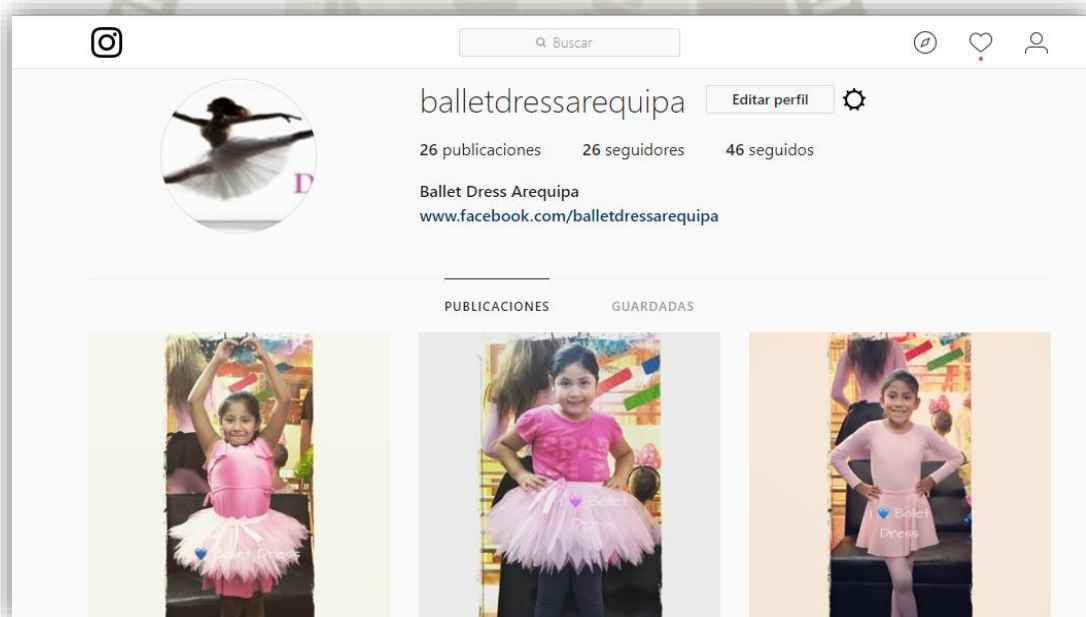 Buscar
balletdressarequipa Editar perfil
26 publicaciones 26 seguidores 46 seguidos
Ballet Dress Arequipa
www.facebook.com/balletdressarequipa
D
PUBLICACIONES GUARDADAS
Ballet Dress
I Ballet
Dress
I Ballet
Dress